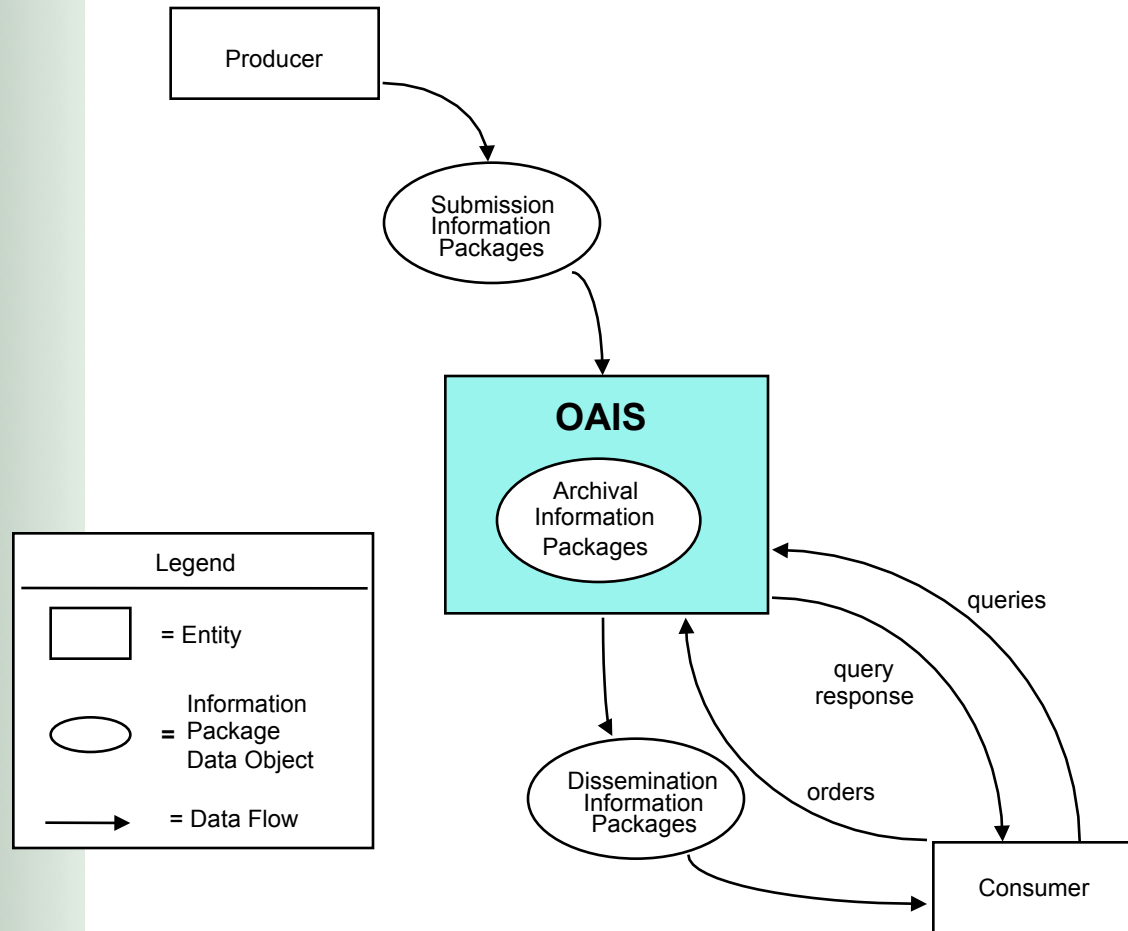 Producer
Submission
Information
Packages
OAIS
Archival
Information
Packages
Legend
= Entity
Information
= Package
Data Object
= Data Flow
queries
query
response
orders
Dissemination
Information
Packages
Consumer